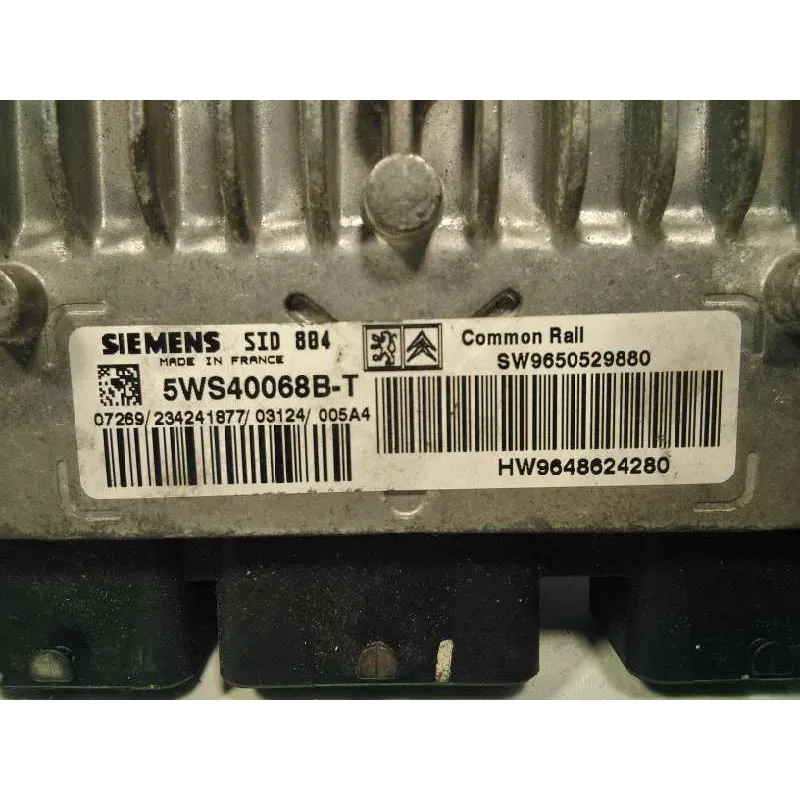 SIEMENS SID 804
MADE IN FRANCE
5WS40068B-T
07269/234241877/03124/005A4
Common Rail
SW9650529880
HW9648624280